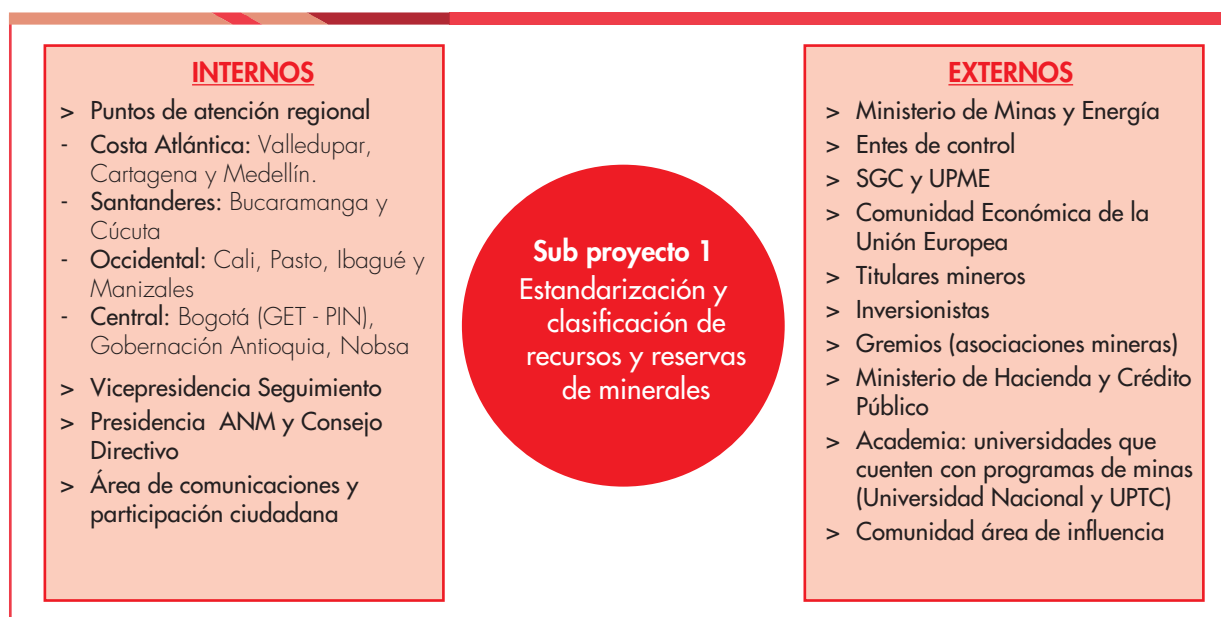 INTERNOS
> Puntos de atención regional
- Costa Atlántica: Valledupar,
Cartagena y Medellín.
- Santanderes: Bucaramanga y
Cúcuta
- Occidental: Cali, Pasto, Ibagué y
Manizales
- Central: Bogotá (GET - PIN),
Gobernación Antioquia, Nobsa
> Vicepresidencia Seguimiento
> Presidencia ANM y Consejo
Directivo
> Área de comunicaciones y
participación ciudadana
Sub proyecto 1
Estandarización y
clasificación de
recursos y reservas
de minerales
EXTERNOS
> Ministerio de Minas y Energía
> Entes de control
> SGC y UPME
> Comunidad Económica de la
Unión Europea
> Titulares mineros
> Inversionistas
> Gremios (asociaciones mineras)
> Ministerio de Hacienda y Crédito
Público
> Academia: universidades que
cuenten con programas de minas
(Universidad Nacional y UPTC)
> Comunidad área de influencia